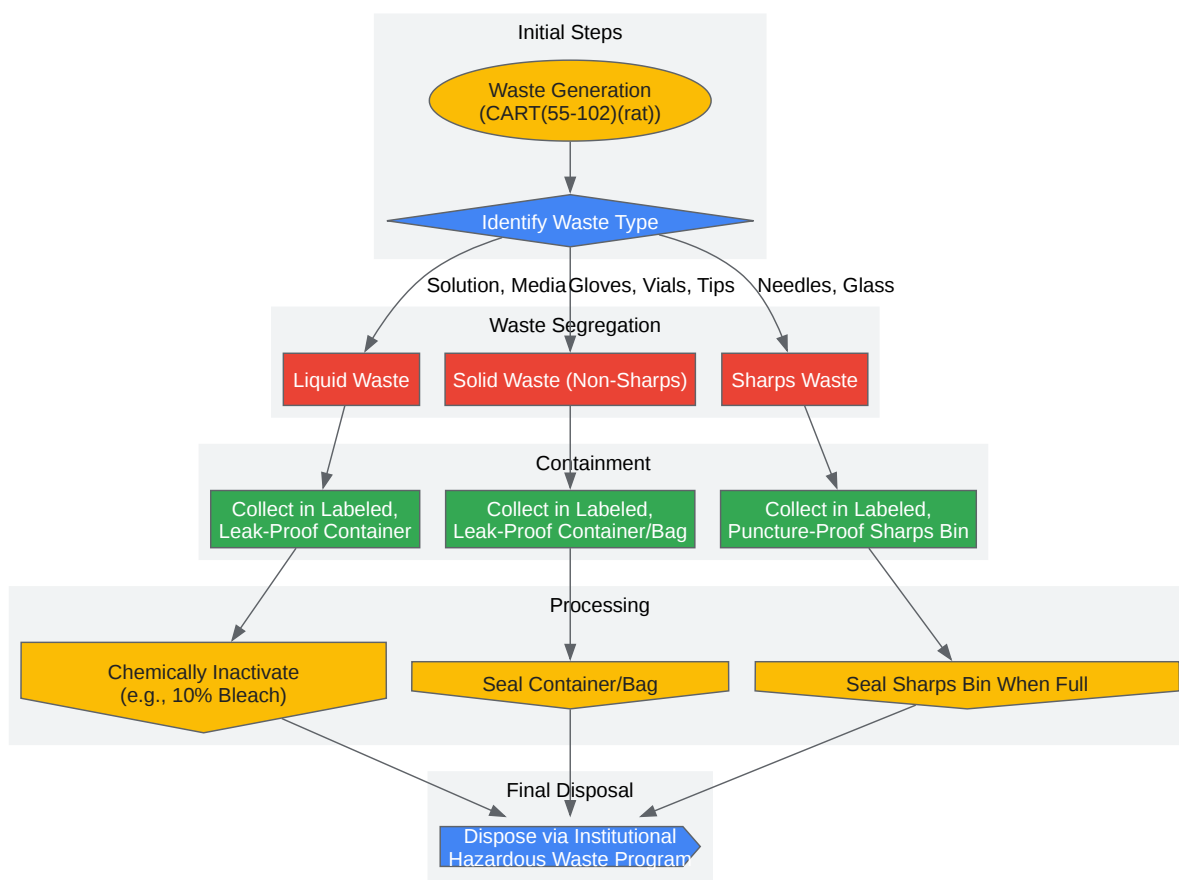 Initial Steps
Waste Generation
(CART(55-102)(rat))
Identify Waste Type
Solution, Media
Gloves, Vials, Tips
Needles, Glass
Waste Segregation
Liquid Waste
Solid Waste (Non-Sharps)
Sharps Waste
Containment
Collect in Labeled,
Leak-Proof Container
Collect in Labeled,
Leak-Proof Container/Bag
Collect in Labeled,
Puncture-Proof Sharps Bin
Processing
Chemically Inactivate
(e.g., 10% Bleach)
Seal Container/Bag
Seal Sharps Bin When Full
Final Disposal
Dispose via Institutional
Hazardous Waste Program